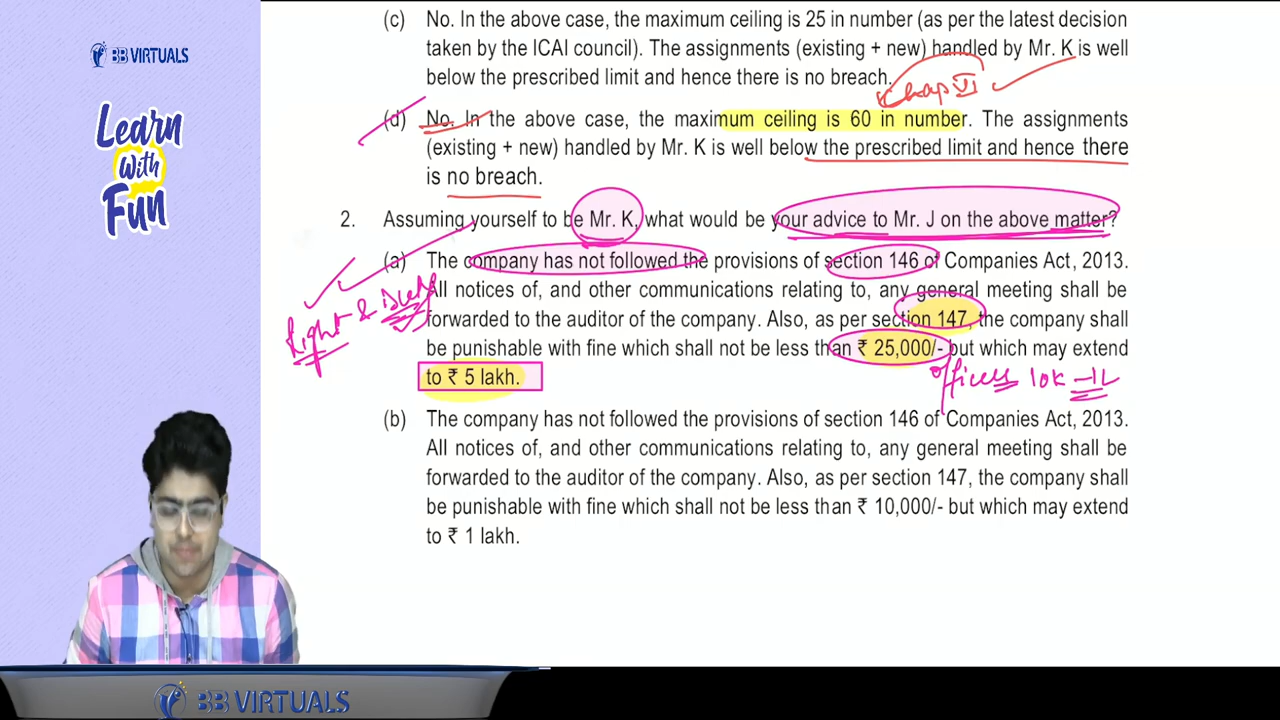 BB VIRTUALS
Learn
With
Fun
(c) No. In the above case, the maximum ceiling is 25 in number (as per the latest decision
taken by the ICAI council). The assignments (existing + new) handled by Mr. K is well
below the prescribed limit and hence there is no breach.
Chap VI
(d) No. In the above case, the maximum ceiling is 60 in number. The assignments
(existing + new) handled by Mr. K is well below the prescribed limit and hence there
is no breach.
2. Assuming yourself to be Mr. K, what would be your advice to Mr. J on the above matter?
(a) The company has not followed the provisions of section 146 of Companies Act, 2013.
All notices of, and other communications relating to, any general meeting shall be
forwarded to the auditor of the company. Also, as per section 147, the company shall
be punishable with fine which shall not be less than ₹ 25,000/- but which may extend
to ₹ 5 lakh.
Right &
officers 10K - 1L
(b) The company has not followed the provisions of section 146 of Companies Act, 2013.
All notices of, and other communications relating to, any general meeting shall be
forwarded to the auditor of the company. Also, as per section 147, the company shall
be punishable with fine which shall not be less than ₹ 10,000/- but which may extend
to ₹ 1 lakh.
BB VIRTUALS